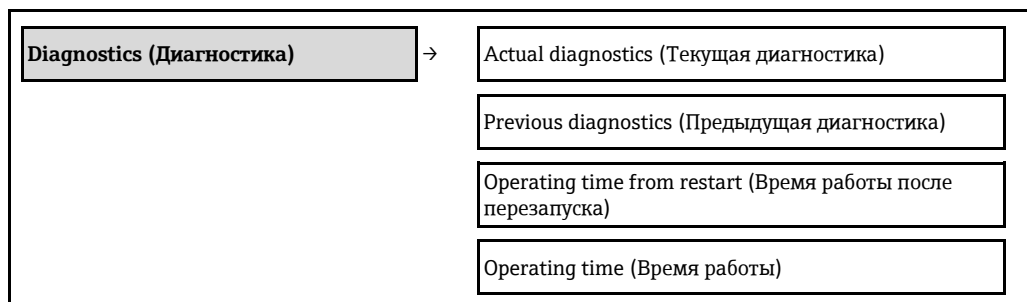 Diagnostics (Диагностика)
→
Actual diagnostics (Текущая диагностика)
Previous diagnostics (Предыдущая диагностика)
Operating time from restart (Время работы после
перезапуска)
Operating time (Время работы)